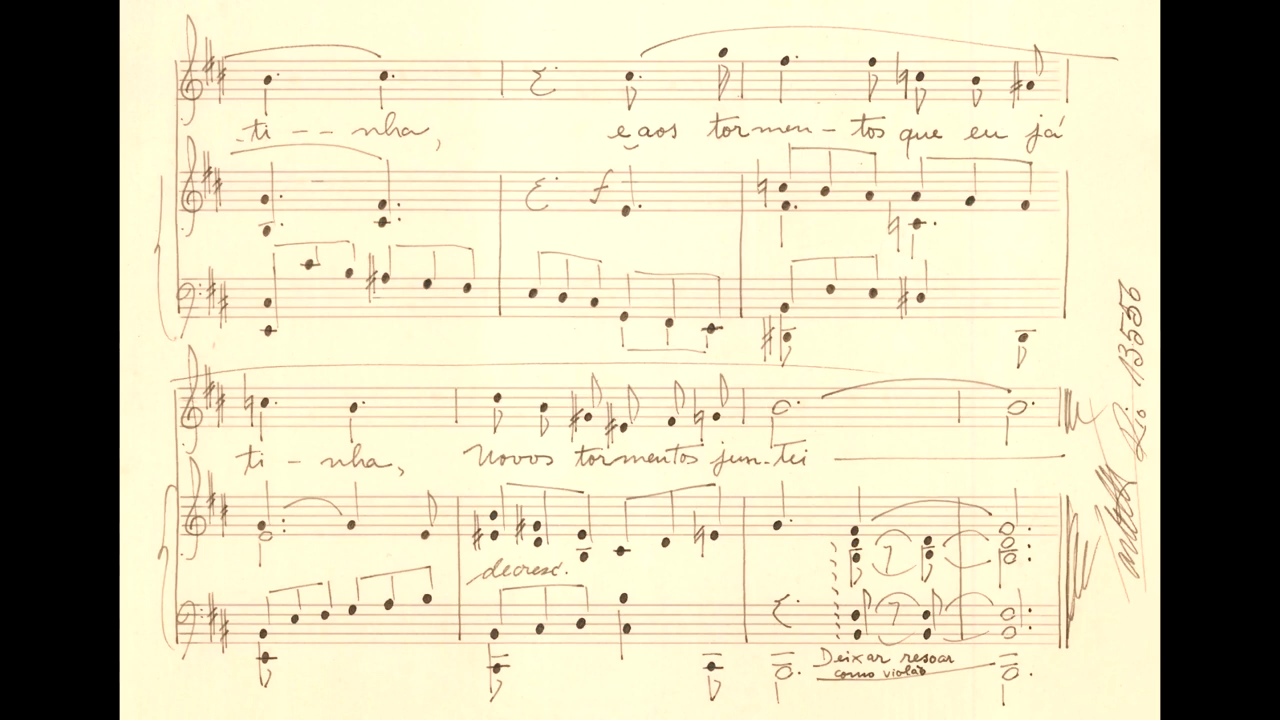 ti - - nha, e aos tormen - tos que eu já
f
ti - nha, Novos tormentos jun - tei
decresc.
Deixar resoar
como violão
Rio 13556